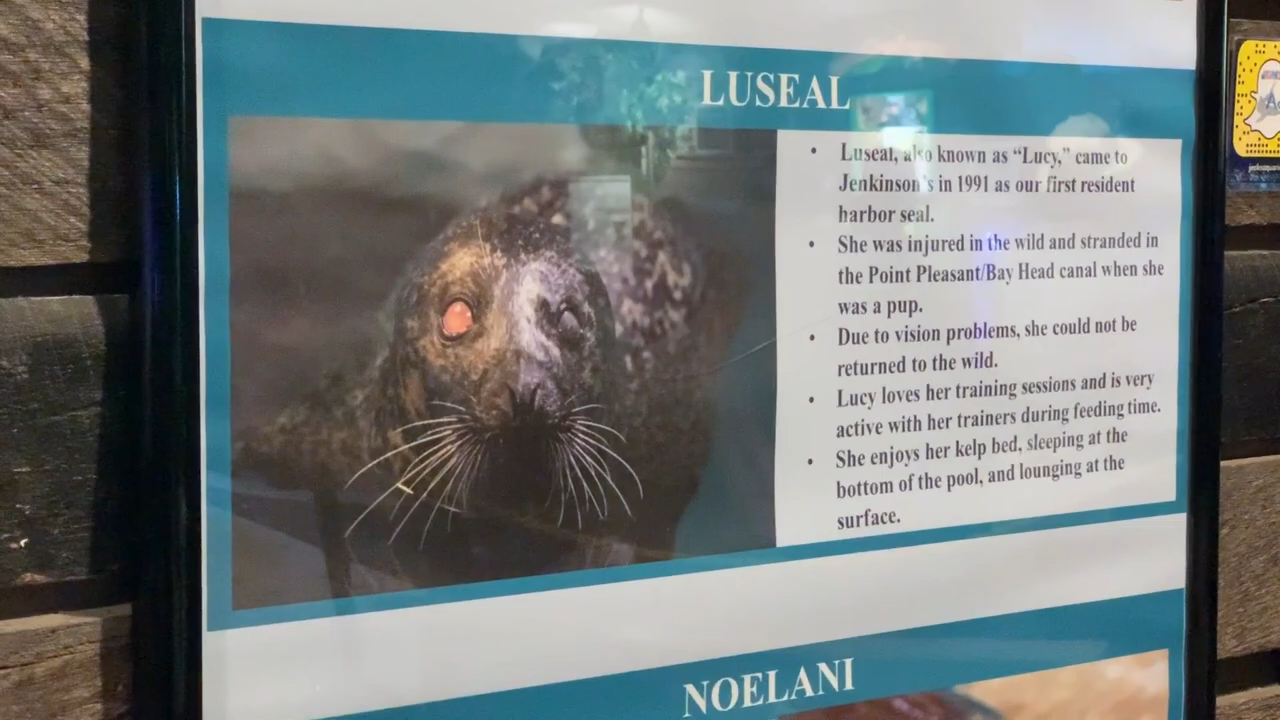 LUSEAL
• Luseal, also known as “Lucy,” came to
Jenkinson's in 1991 as our first resident
harbor seal.
• She was injured in the wild and stranded in
the Point Pleasant/Bay Head canal when she
was a pup.
• Due to vision problems, she could not be
returned to the wild.
• Lucy loves her training sessions and is very
active with her trainers during feeding time.
• She enjoys her kelp bed, sleeping at the
bottom of the pool, and lounging at the
surface.
NOELANI